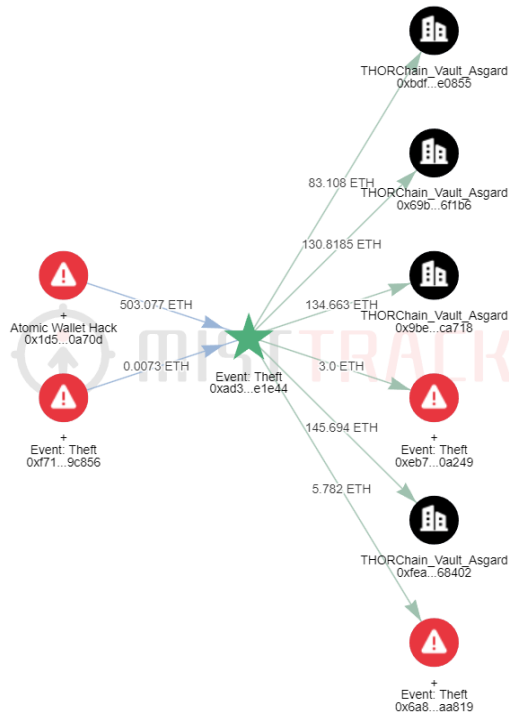 THORChain_Vault_Asgard
0xbdf...e0855
83.108 ETH
THORChain_Vault_Asgard
0x69b...6f1b6
130.8185 ETH
134.663 ETH
THORChain_Vault_Asgard
0x9be...ca718
503.077 ETH
+
Atomic Wallet Hack
0x1d5...0a70d
MISTTRACK
0.0073 ETH
Event: Theft
0xad3...e1e44
3.0 ETH
+
Event: Theft
0xf71...9c856
+
Event: Theft
0xeb7...0a249
145.694 ETH
5.782 ETH
THORChain_Vault_Asgard
0xfea...68402
+
Event: Theft
0x6a8...aa819